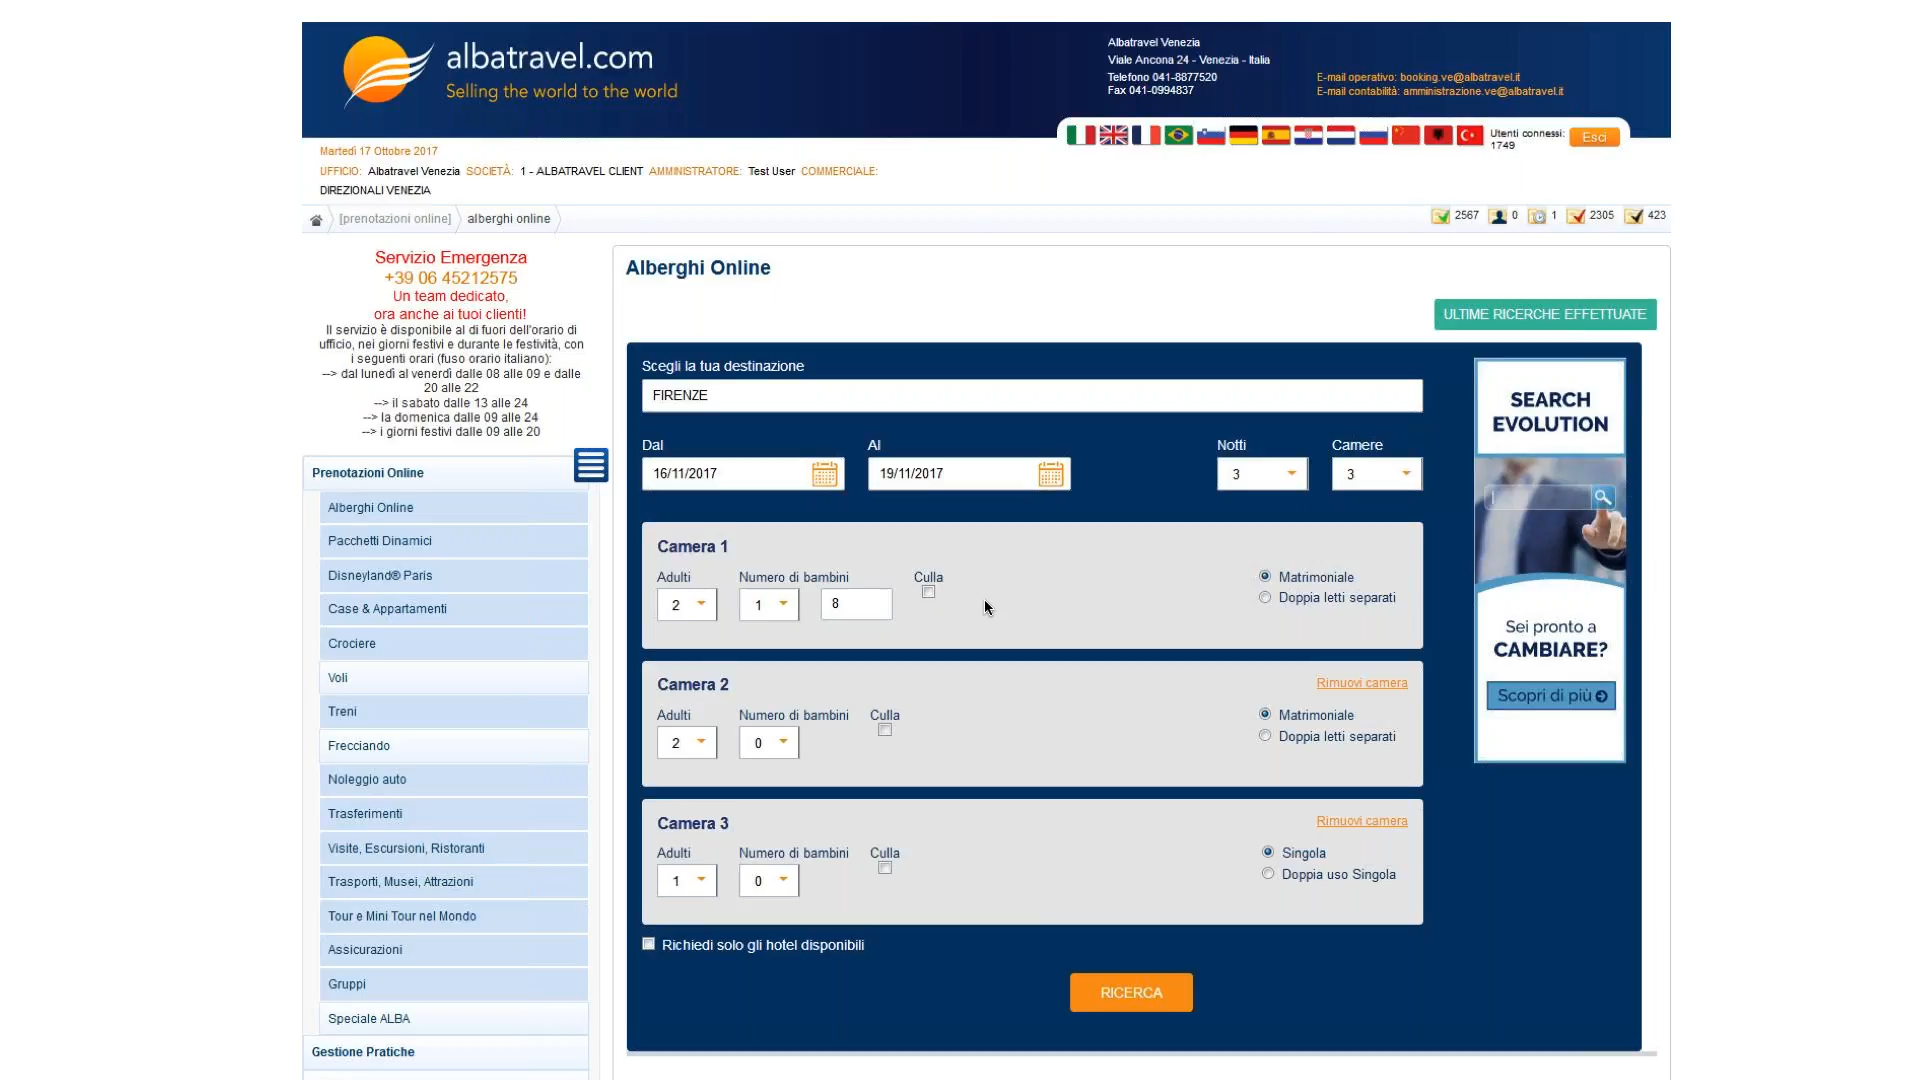 albatravel.com
Selling the world to the world
Albatravel Venezia
Viale Ancona 24 - Venezia - Italia
Telefono 041-8877520
Fax 041-0994837
E-mail operativo: booking.ve@albatravel.it
E-mail contabilità: amministrazione.ve@albatravel.it
Utenti connessi:
1749
Esci
Martedì 17 Ottobre 2017
UFFICIO: Albatravel Venezia SOCIETÀ: 1 - ALBATRAVEL CLIENT AMMINISTRATORE: Test User COMMERCIALE:
DIREZIONALI VENEZIA
[prenotazioni online] alberghi online
2567 0 1 2305 423
Servizio Emergenza
+39 06 45212575
Un team dedicato,
ora anche ai tuoi clienti!
Il servizio è disponibile al di fuori dell'orario di
ufficio, nei giorni festivi e durante le festività, con
i seguenti orari (fuso orario italiano):
--> dal lunedì al venerdì dalle 08 alle 09 e dalle
20 alle 22
--> il sabato dalle 13 alle 24
--> la domenica dalle 09 alle 24
--> i giorni festivi dalle 09 alle 20
Prenotazioni Online
Alberghi Online
Pacchetti Dinamici
Disneyland® Paris
Case & Appartamenti
Crociere
Voli
Treni
Frecciando
Noleggio auto
Trasferimenti
Visite, Escursioni, Ristoranti
Trasporti, Musei, Attrazioni
Tour e Mini Tour nel Mondo
Assicurazioni
Gruppi
Speciale ALBA
Gestione Pratiche
Alberghi Online
ULTIME RICERCHE EFFETTUATE
Scegli la tua destinazione
FIRENZE
Dal Al Notti Camere
16/11/2017 19/11/2017 3 3
Camera 1
Adulti Numero di bambini Culla
2 1 8
Matrimoniale
Doppia letti separati
Camera 2
Rimuovi camera
Adulti Numero di bambini Culla
2 0
Matrimoniale
Doppia letti separati
Camera 3
Rimuovi camera
Adulti Numero di bambini Culla
1 0
Singola
Doppia uso Singola
Richiedi solo gli hotel disponibili
RICERCA
SEARCH
EVOLUTION
Sei pronto a
CAMBIARE?
Scopri di più